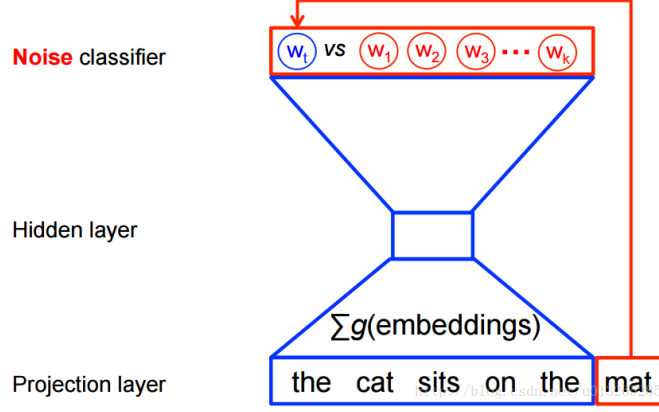 Noise classifier
wt vs w1 w2 w3 ... wk
Hidden layer
∑g(embeddings)
Projection layer
the cat sits on the mat